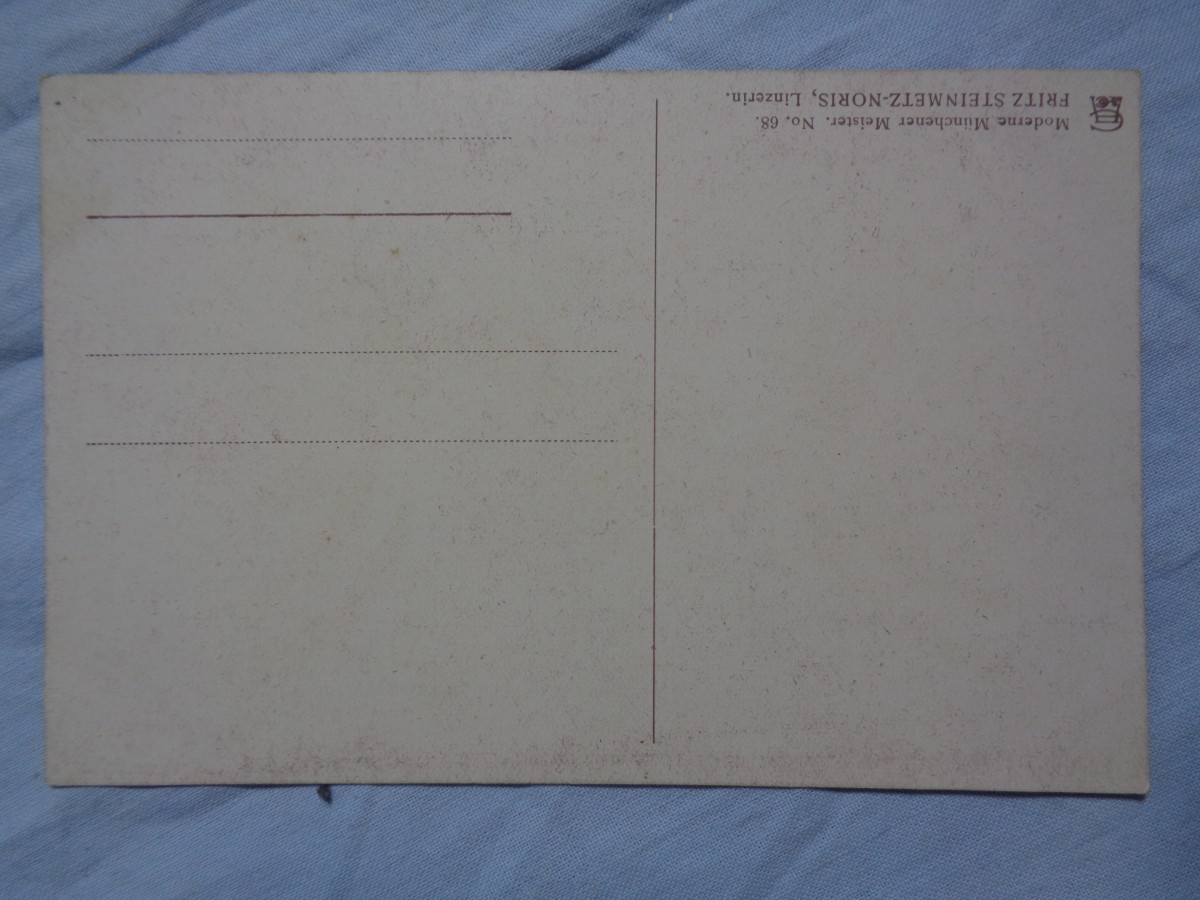 Moderne Münchener Meister. No. 68.
FRITZ STEINMETZ-NORIS, Linzerin.